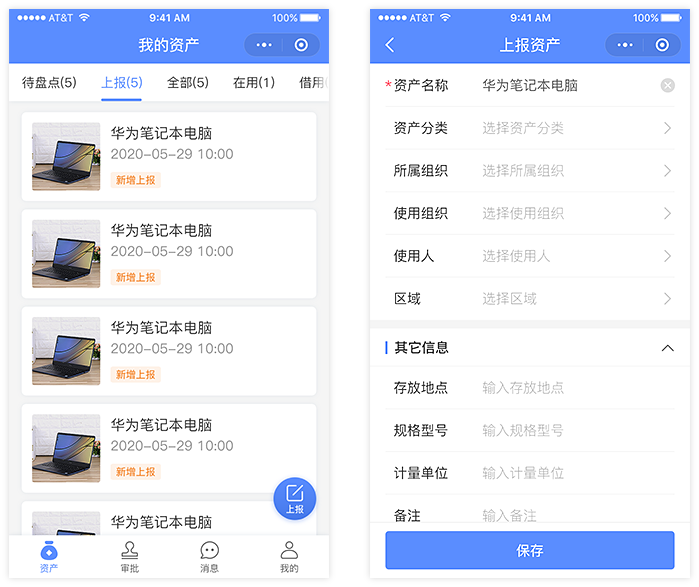 AT&T 9:41 AM 100%
我的资产
待盘点(5) 上报(5) 全部(5) 在用(1) 借用(
华为笔记本电脑
2020-05-29 10:00
新增上报
华为笔记本电脑
2020-05-29 10:00
新增上报
华为笔记本电脑
2020-05-29 10:00
新增上报
华为笔记本电脑
2020-05-29 10:00
新增上报
华为笔记本电脑
上报
资产 审批 消息 我的
AT&T 9:41 AM 100%
上报资产
*资产名称 华为笔记本电脑
资产分类 选择资产分类
所属组织 选择所属组织
使用组织 选择使用组织
使用人 选择使用人
区域 选择区域
其它信息
存放地点 输入存放地点
规格型号 输入规格型号
计量单位 输入计量单位
备注 输入备注
保存